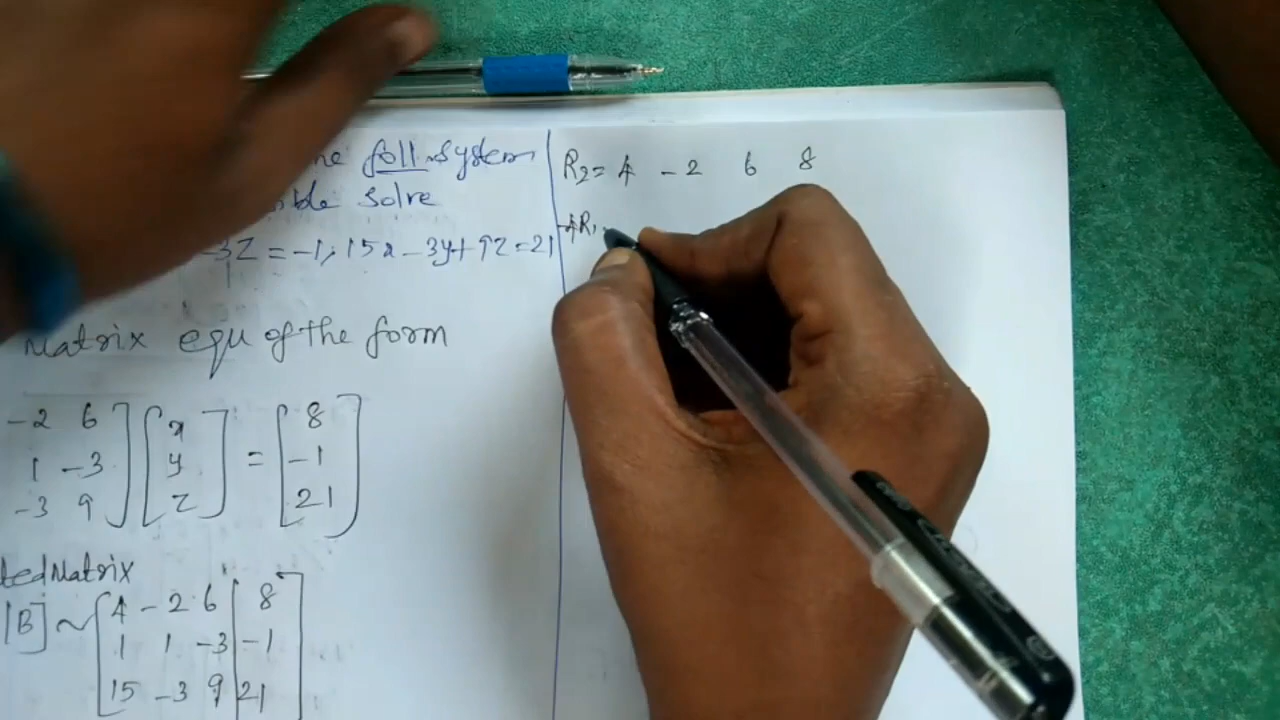 foll. system
solve
-3z = -1, 15x - 3y + 9z = 21
Matrix equ of the form
-2 6 x 8
1 -3 y = -1
-3 9 z 21
Matrix
|B] ~ 4 -2 6 8
1 1 -3 -1
15 -3 9 21
R2 = 4 -2 6 8
-4R1